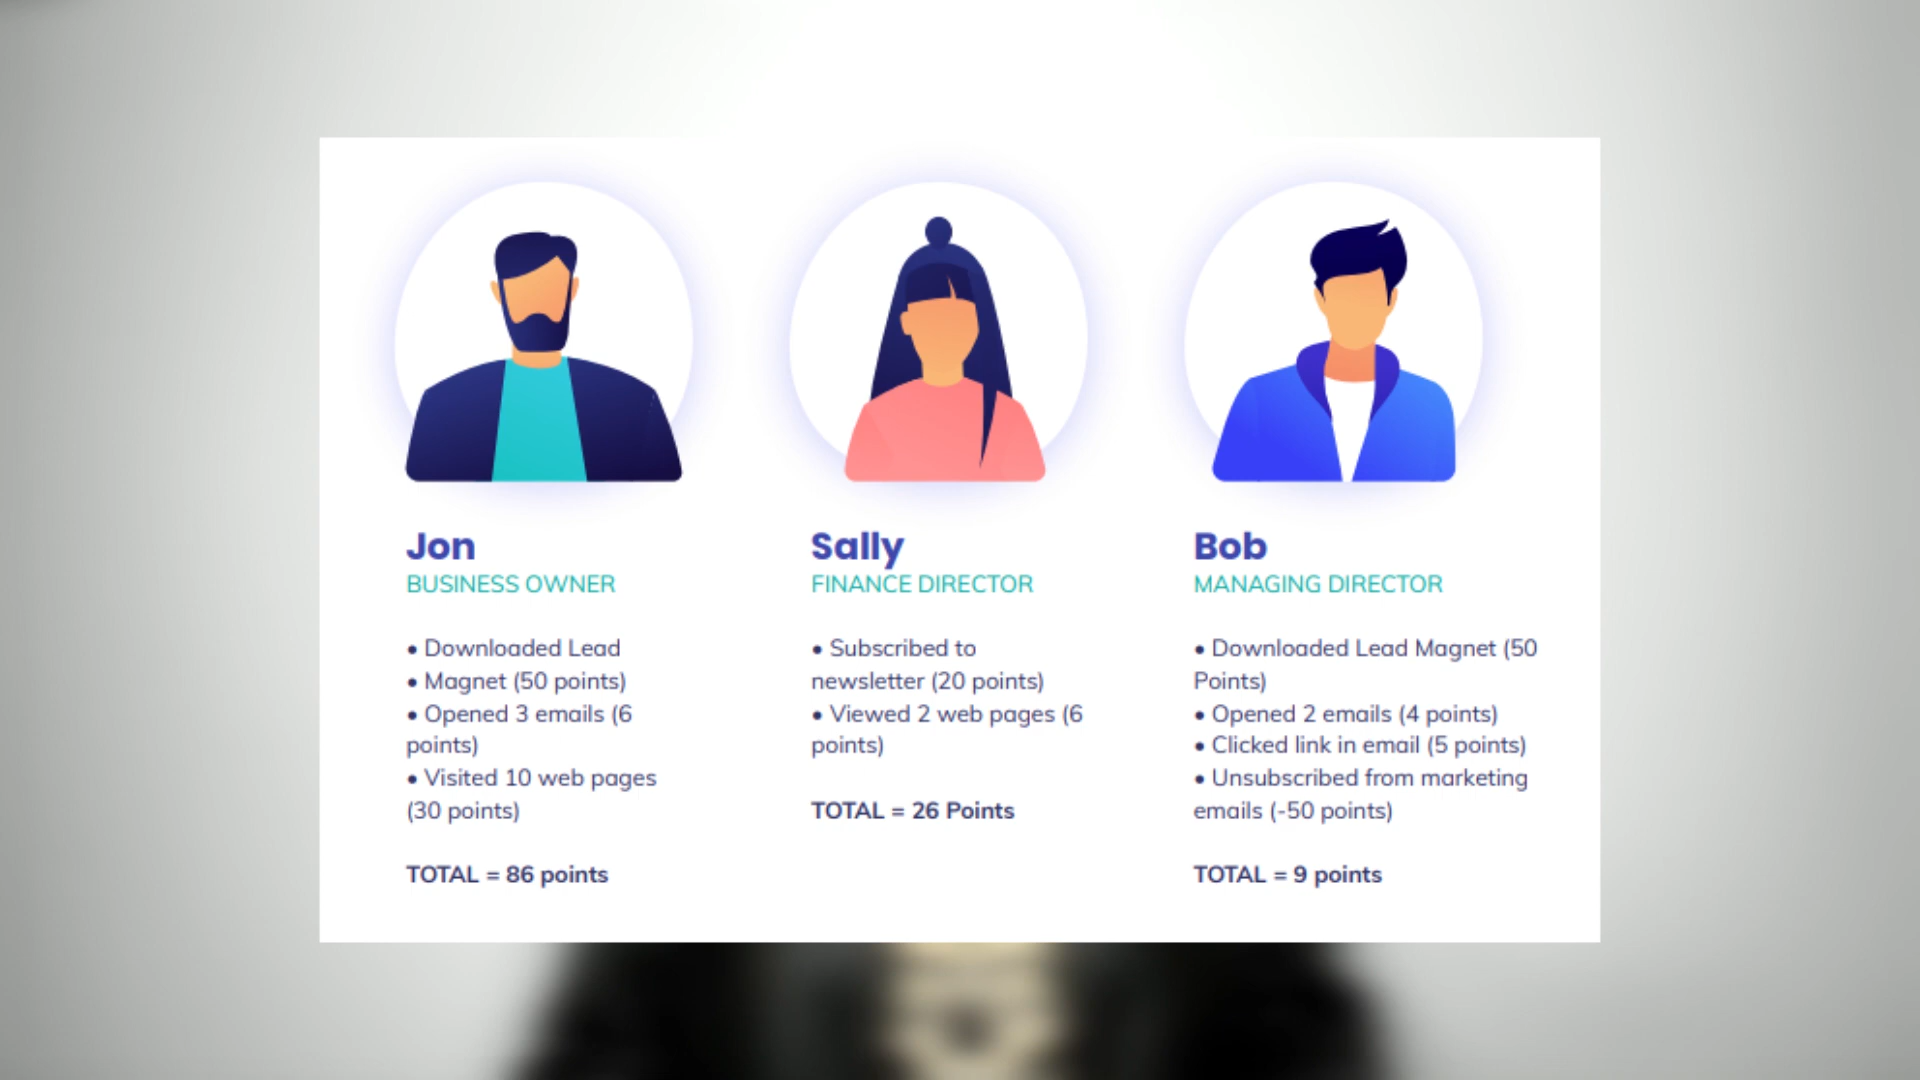 Jon
BUSINESS OWNER
• Downloaded Lead
• Magnet (50 points)
• Opened 3 emails (6
points)
• Visited 10 web pages
(30 points)
TOTAL = 86 points
Sally
FINANCE DIRECTOR
• Subscribed to
newsletter (20 points)
• Viewed 2 web pages (6
points)
TOTAL = 26 Points
Bob
MANAGING DIRECTOR
• Downloaded Lead Magnet (50
Points)
• Opened 2 emails (4 points)
• Clicked link in email (5 points)
• Unsubscribed from marketing
emails (-50 points)
TOTAL = 9 points